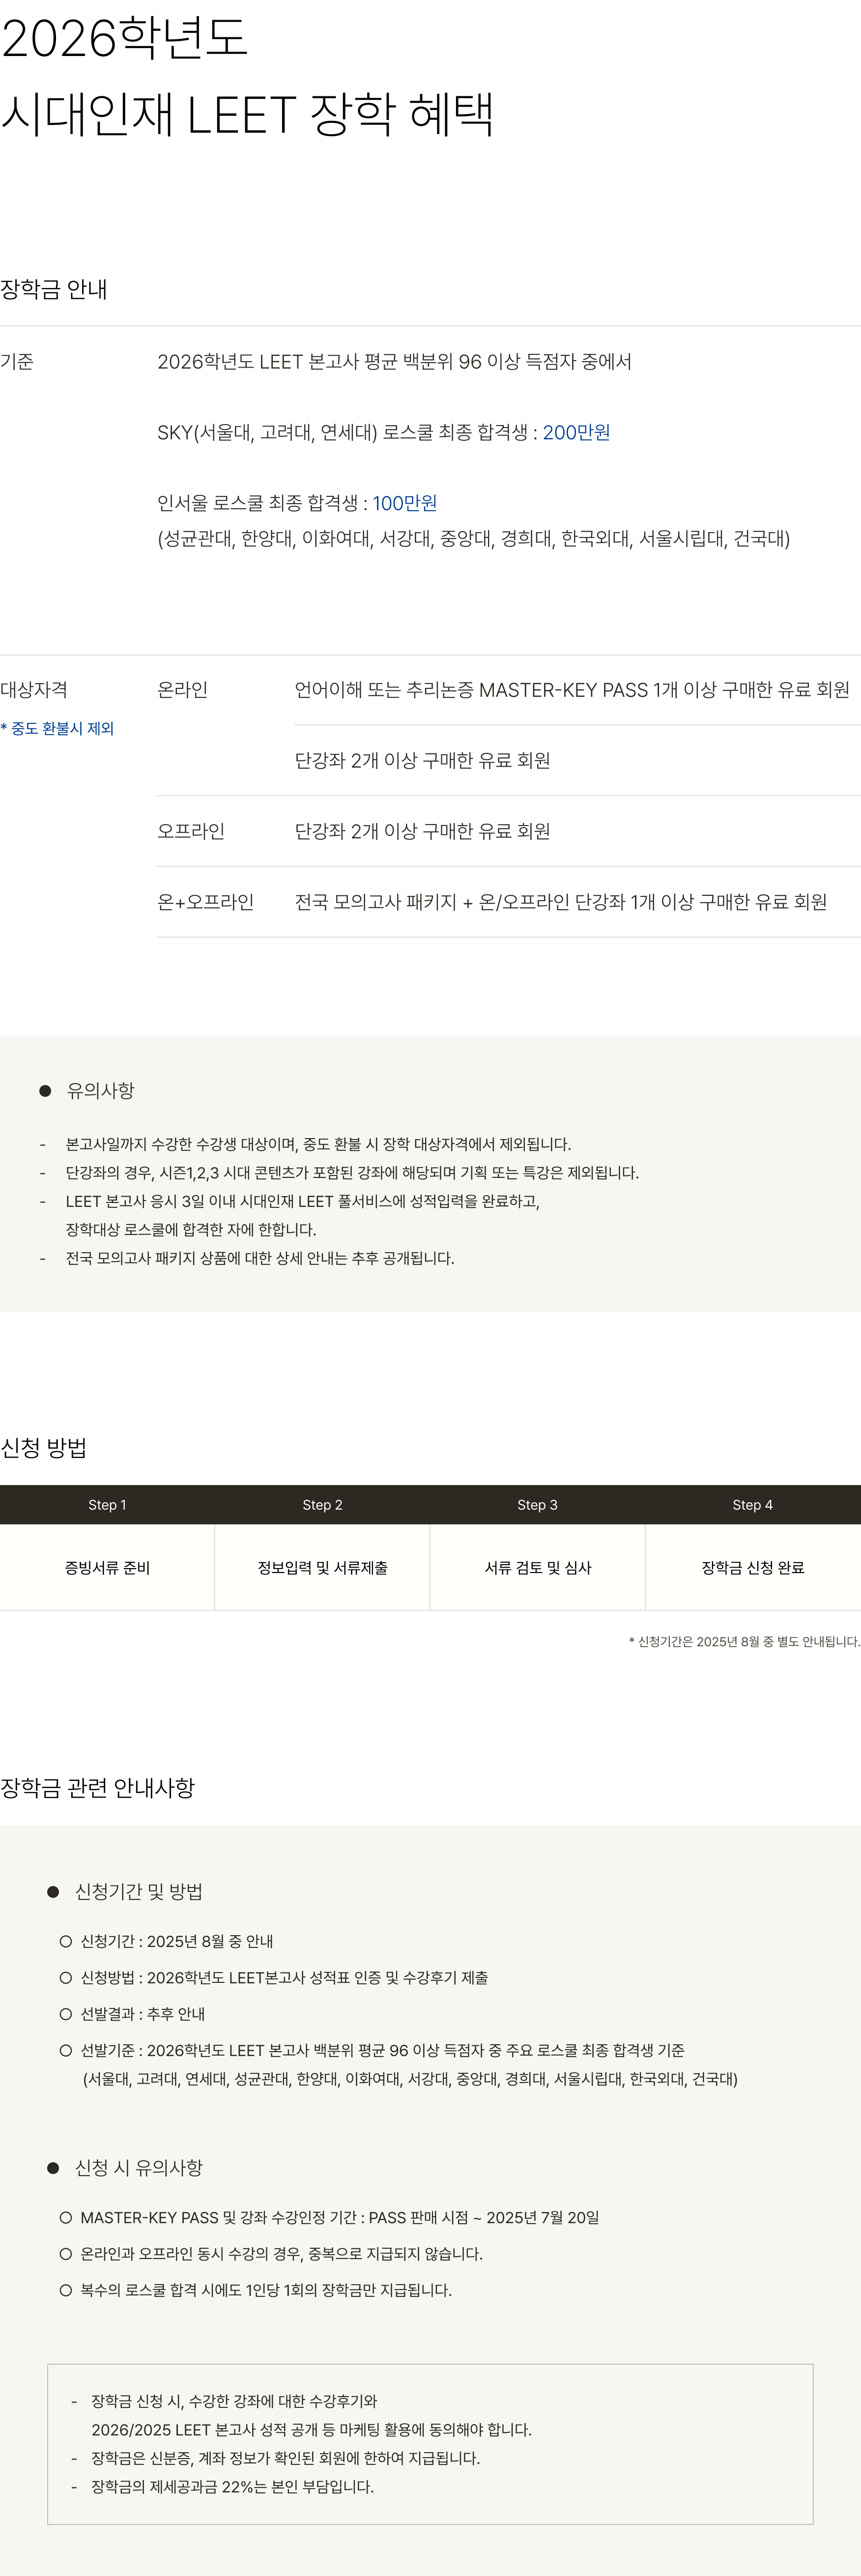 2026학년도
시대인재 LEET 장학 혜택
장학금 안내
기준
2026학년도 LEET 본고사 평균 백분위 96 이상 득점자 중에서
SKY(서울대, 고려대, 연세대) 로스쿨 최종 합격생 : 200만원
인서울 로스쿨 최종 합격생 : 100만원
(성균관대, 한양대, 이화여대, 서강대, 중앙대, 경희대, 한국외대, 서울시립대, 건국대)
대상자격
* 중도 환불시 제외
온라인
언어이해 또는 추리논증 MASTER-KEY PASS 1개 이상 구매한 유료 회원
단강좌 2개 이상 구매한 유료 회원
오프라인
단강좌 2개 이상 구매한 유료 회원
온+오프라인
전국 모의고사 패키지 + 온/오프라인 단강좌 1개 이상 구매한 유료 회원
● 유의사항
- 본고사일까지 수강한 수강생 대상이며, 중도 환불 시 장학 대상자격에서 제외됩니다.
- 단강좌의 경우, 시즌1,2,3 시대 콘텐츠가 포함된 강좌에 해당되며 기획 또는 특강은 제외됩니다.
- LEET 본고사 응시 3일 이내 시대인재 LEET 풀서비스에 성적입력을 완료하고,
장학대상 로스쿨에 합격한 자에 한합니다.
- 전국 모의고사 패키지 상품에 대한 상세 안내는 추후 공개됩니다.
신청 방법
Step 1
Step 2
Step 3
Step 4
증빙서류 준비
정보입력 및 서류제출
서류 검토 및 심사
장학금 신청 완료
* 신청기간은 2025년 8월 중 별도 안내됩니다.
장학금 관련 안내사항
● 신청기간 및 방법
○ 신청기간 : 2025년 8월 중 안내
○ 신청방법 : 2026학년도 LEET본고사 성적표 인증 및 수강후기 제출
○ 선발결과 : 추후 안내
○ 선발기준 : 2026학년도 LEET 본고사 백분위 평균 96 이상 득점자 중 주요 로스쿨 최종 합격생 기준
(서울대, 고려대, 연세대, 성균관대, 한양대, 이화여대, 서강대, 중앙대, 경희대, 서울시립대, 한국외대, 건국대)
● 신청 시 유의사항
○ MASTER-KEY PASS 및 강좌 수강인정 기간 : PASS 판매 시점 ~ 2025년 7월 20일
○ 온라인과 오프라인 동시 수강의 경우, 중복으로 지급되지 않습니다.
○ 복수의 로스쿨 합격 시에도 1인당 1회의 장학금만 지급됩니다.
- 장학금 신청 시, 수강한 강좌에 대한 수강후기와
2026/2025 LEET 본고사 성적 공개 등 마케팅 활용에 동의해야 합니다.
- 장학금은 신분증, 계좌 정보가 확인된 회원에 한하여 지급됩니다.
- 장학금의 제세공과금 22%는 본인 부담입니다.